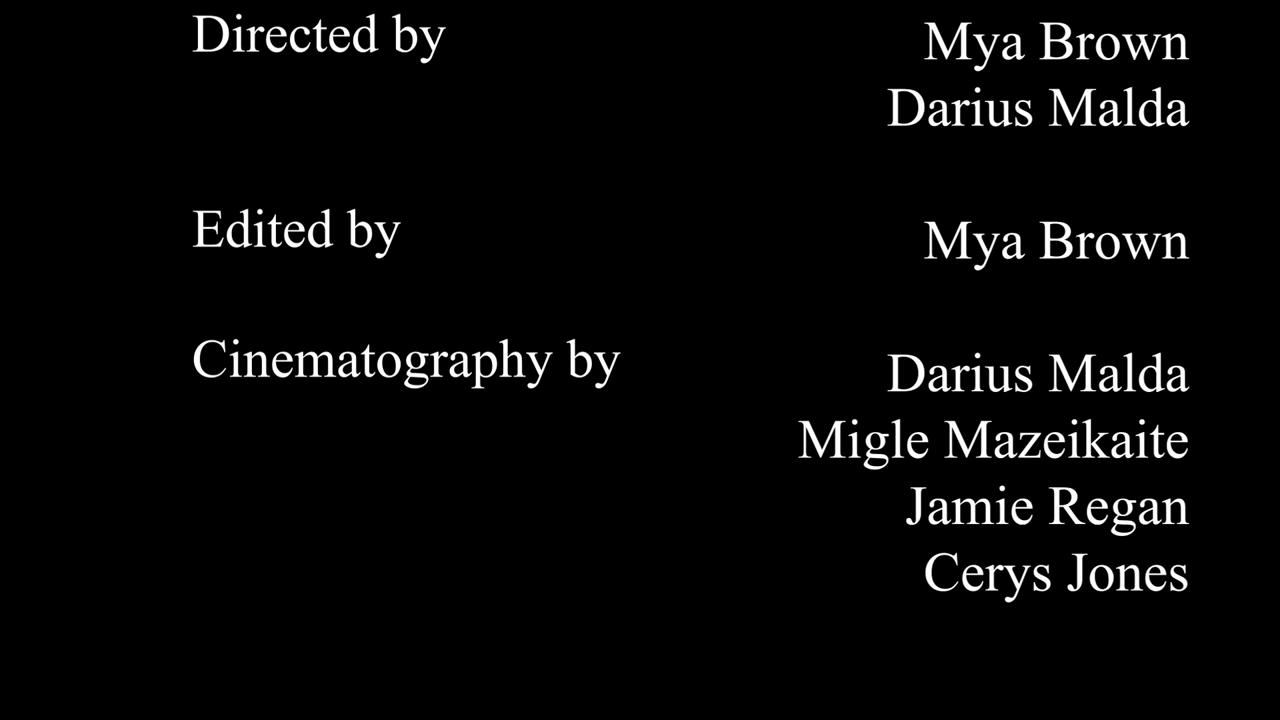 Directed by Mya Brown
Darius Malda
Edited by Mya Brown
Cinematography by Darius Malda
Migle Mazeikaite
Jamie Regan
Cerys Jones